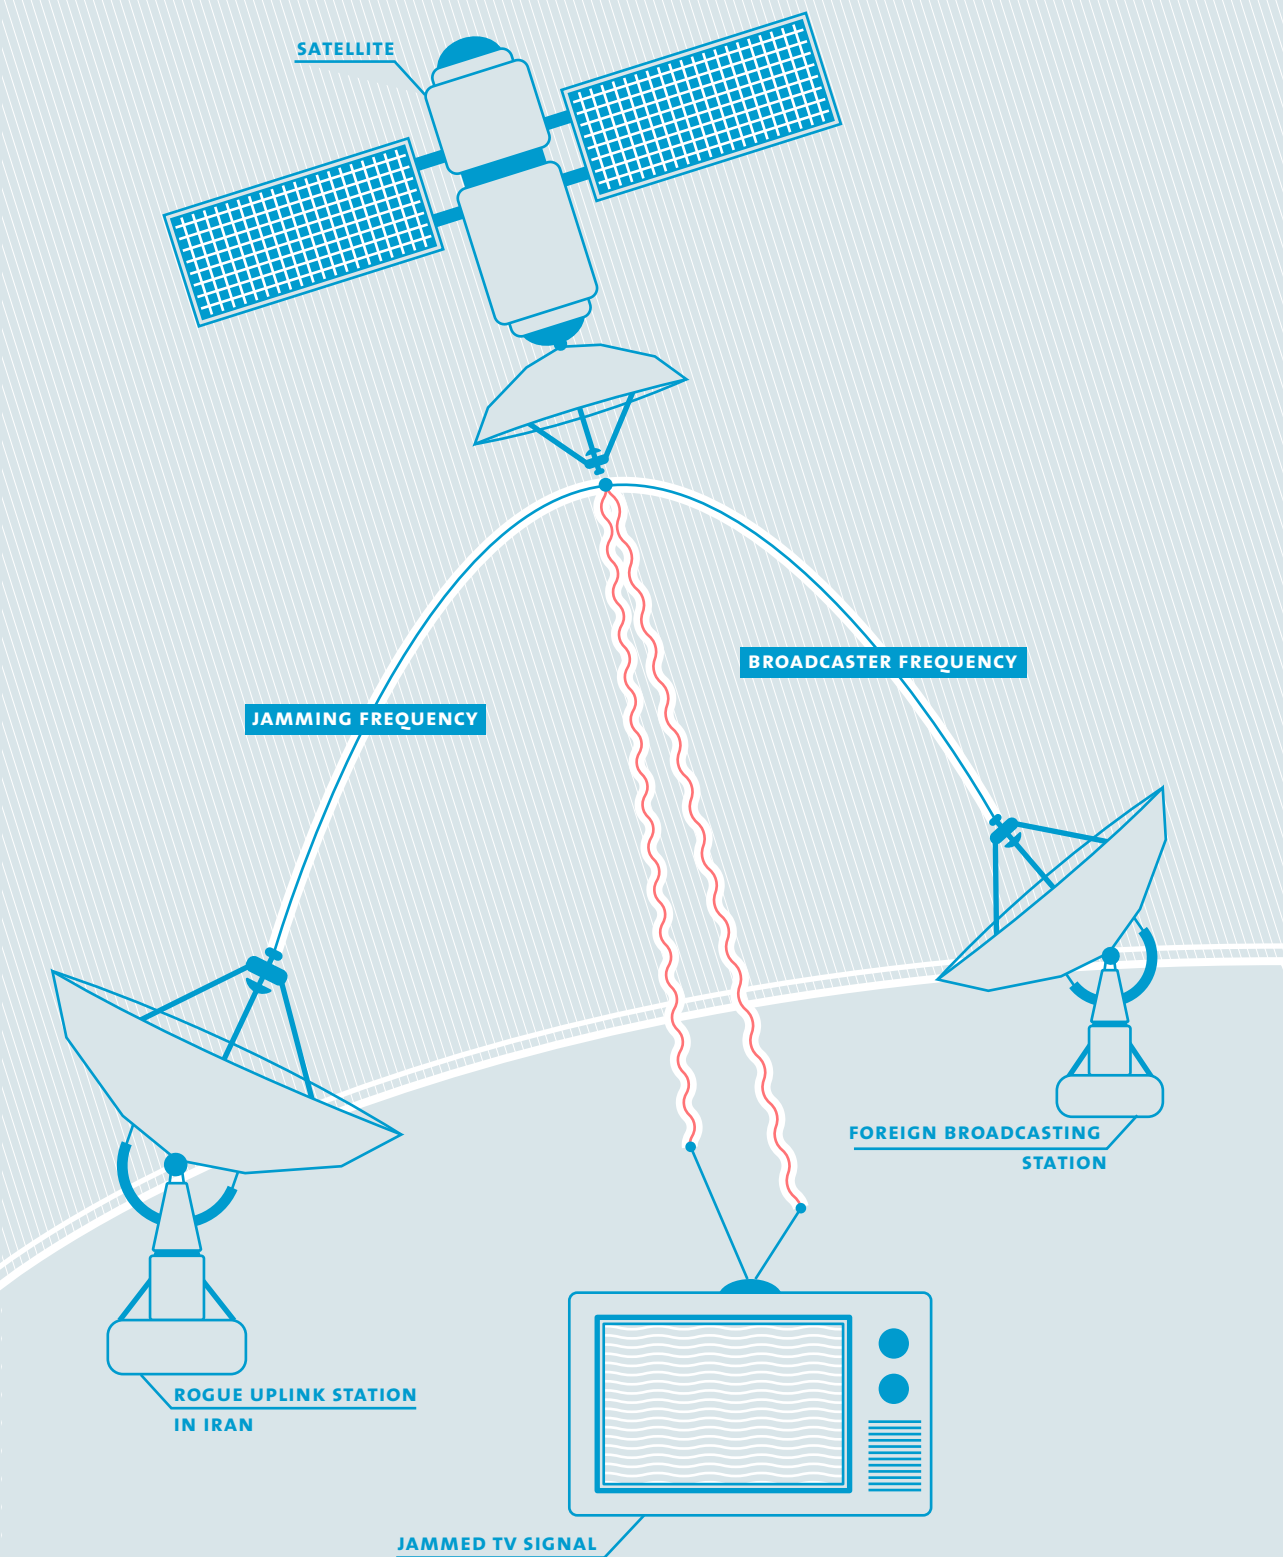 SATELLITE
BROADCASTER FREQUENCY
JAMMING FREQUENCY
FOREIGN BROADCASTING
STATION
ROGUE UPLINK STATION
IN IRAN
JAMMED TV SIGNAL